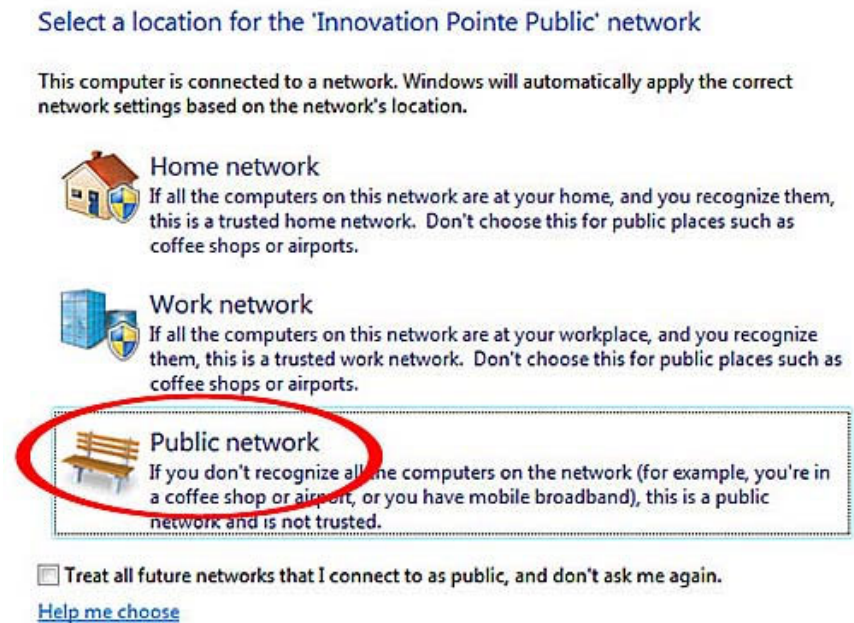 Select a location for the 'Innovation Pointe Public' network
This computer is connected to a network. Windows will automatically apply the correct
network settings based on the network's location.
Home network
If all the computers on this network are at your home, and you recognize them,
this is a trusted home network.  Don't choose this for public places such as
coffee shops or airports.
Work network
If all the computers on this network are at your workplace, and you recognize
them, this is a trusted work network.  Don't choose this for public places such as
coffee shops or airports.
Public network
If you don't recognize all the computers on the network (for example, you're in
a coffee shop or airport, or you have mobile broadband), this is a public
network and is not trusted.
Treat all future networks that I connect to as public, and don't ask me again.
Help me choose